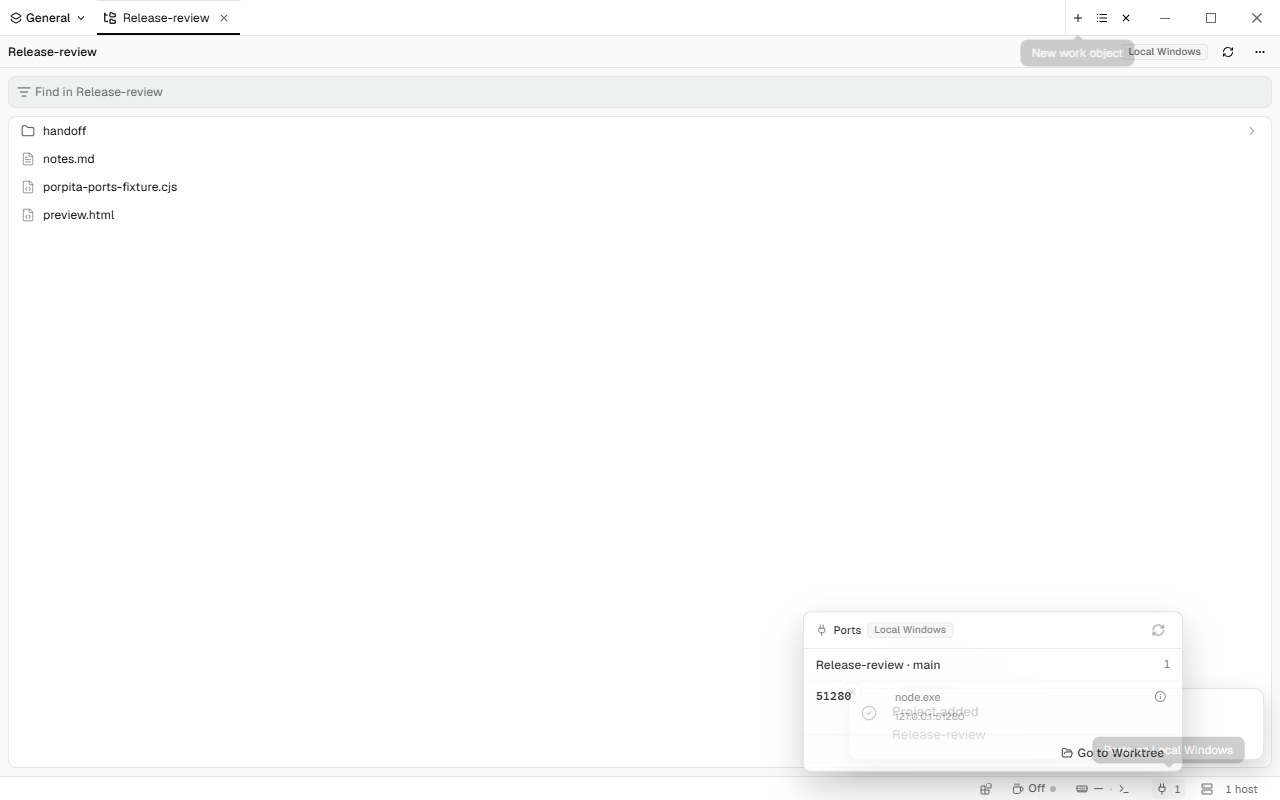 General
Release-review
Release-review
New work object
Local Windows
Find in Release-review
handoff
notes.md
porpita-ports-fixture.cjs
preview.html
Ports
Local Windows
Release-review · main
1
51280
node.exe
127.0.0.1:51280
Project added
Release-review
Go to Worktree
Local Windows
Off
1
1 host